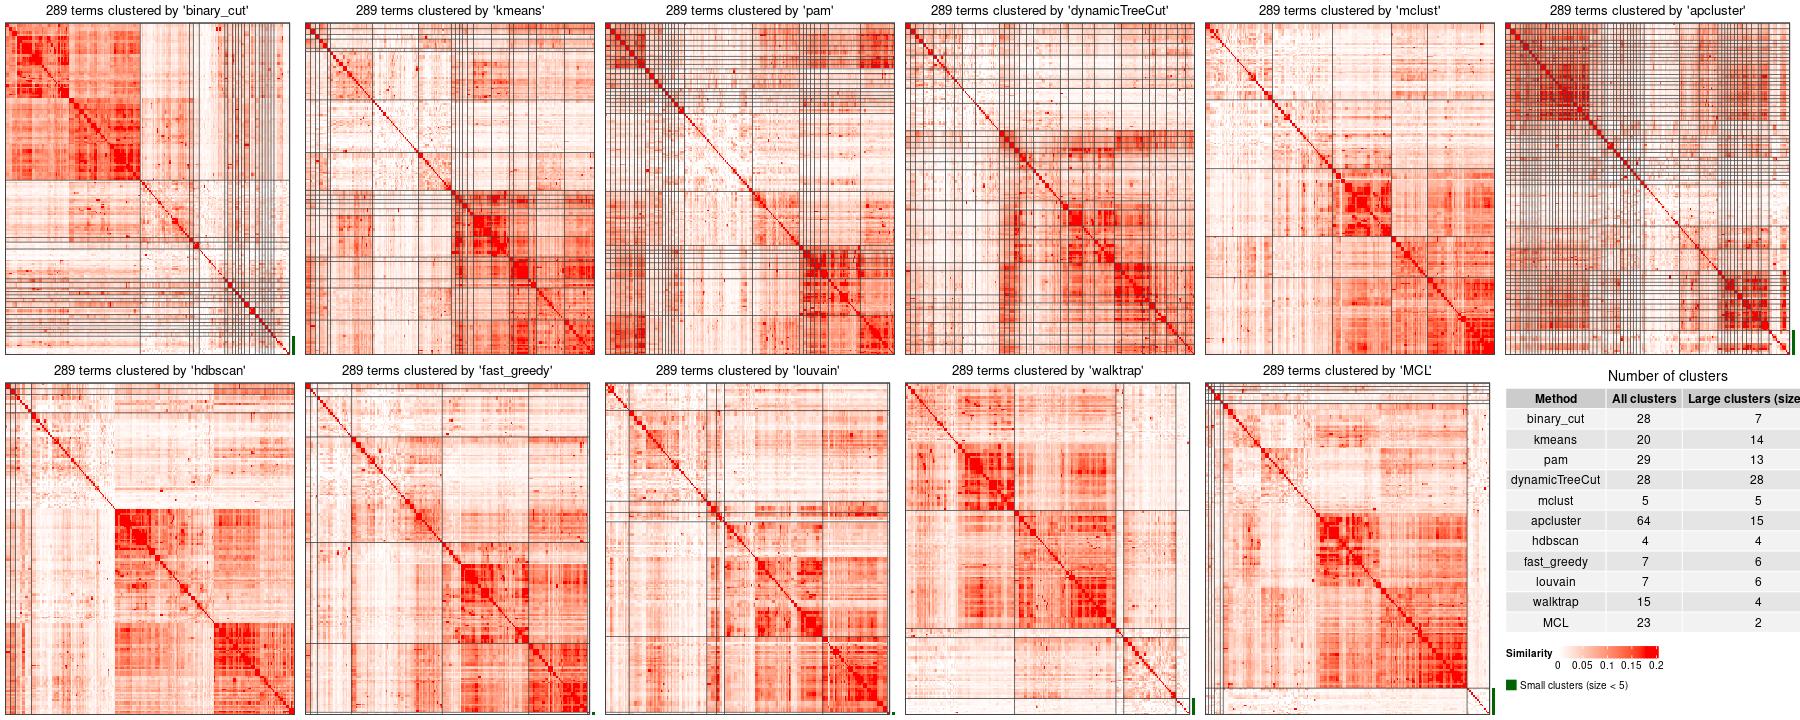 289 terms clustered by 'binary_cut'
289 terms clustered by 'kmeans'
289 terms clustered by 'pam'
289 terms clustered by 'dynamicTreeCut'
289 terms clustered by 'mclust'
289 terms clustered by 'apcluster'
289 terms clustered by 'hdbscan'
289 terms clustered by 'fast_greedy'
289 terms clustered by 'louvain'
289 terms clustered by 'walktrap'
289 terms clustered by 'MCL'
Number of clusters
Method All clusters Large clusters (size
binary_cut 28 7
kmeans 20 14
pam 29 13
dynamicTreeCut 28 28
mclust 5 5
apcluster 64 15
hdbscan 4 4
fast_greedy 7 6
louvain 7 6
walktrap 15 4
MCL 23 2
Similarity
0 0.05 0.1 0.15 0.2
Small clusters (size < 5)